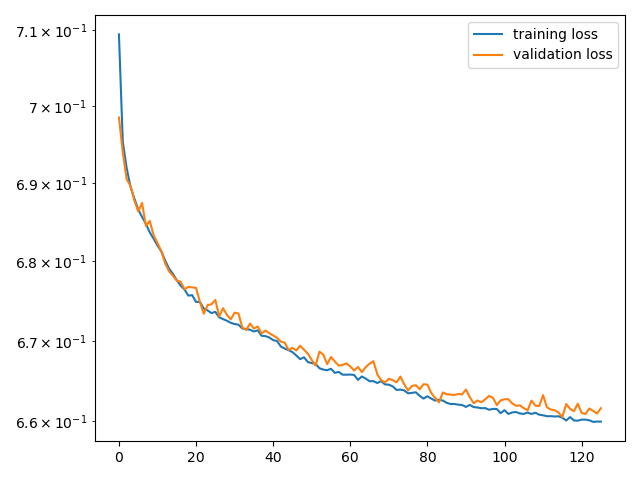 7.1 × 10⁻¹
7 × 10⁻¹
6.9 × 10⁻¹
6.8 × 10⁻¹
6.7 × 10⁻¹
6.6 × 10⁻¹
training loss
validation loss
0 20 40 60 80 100 120